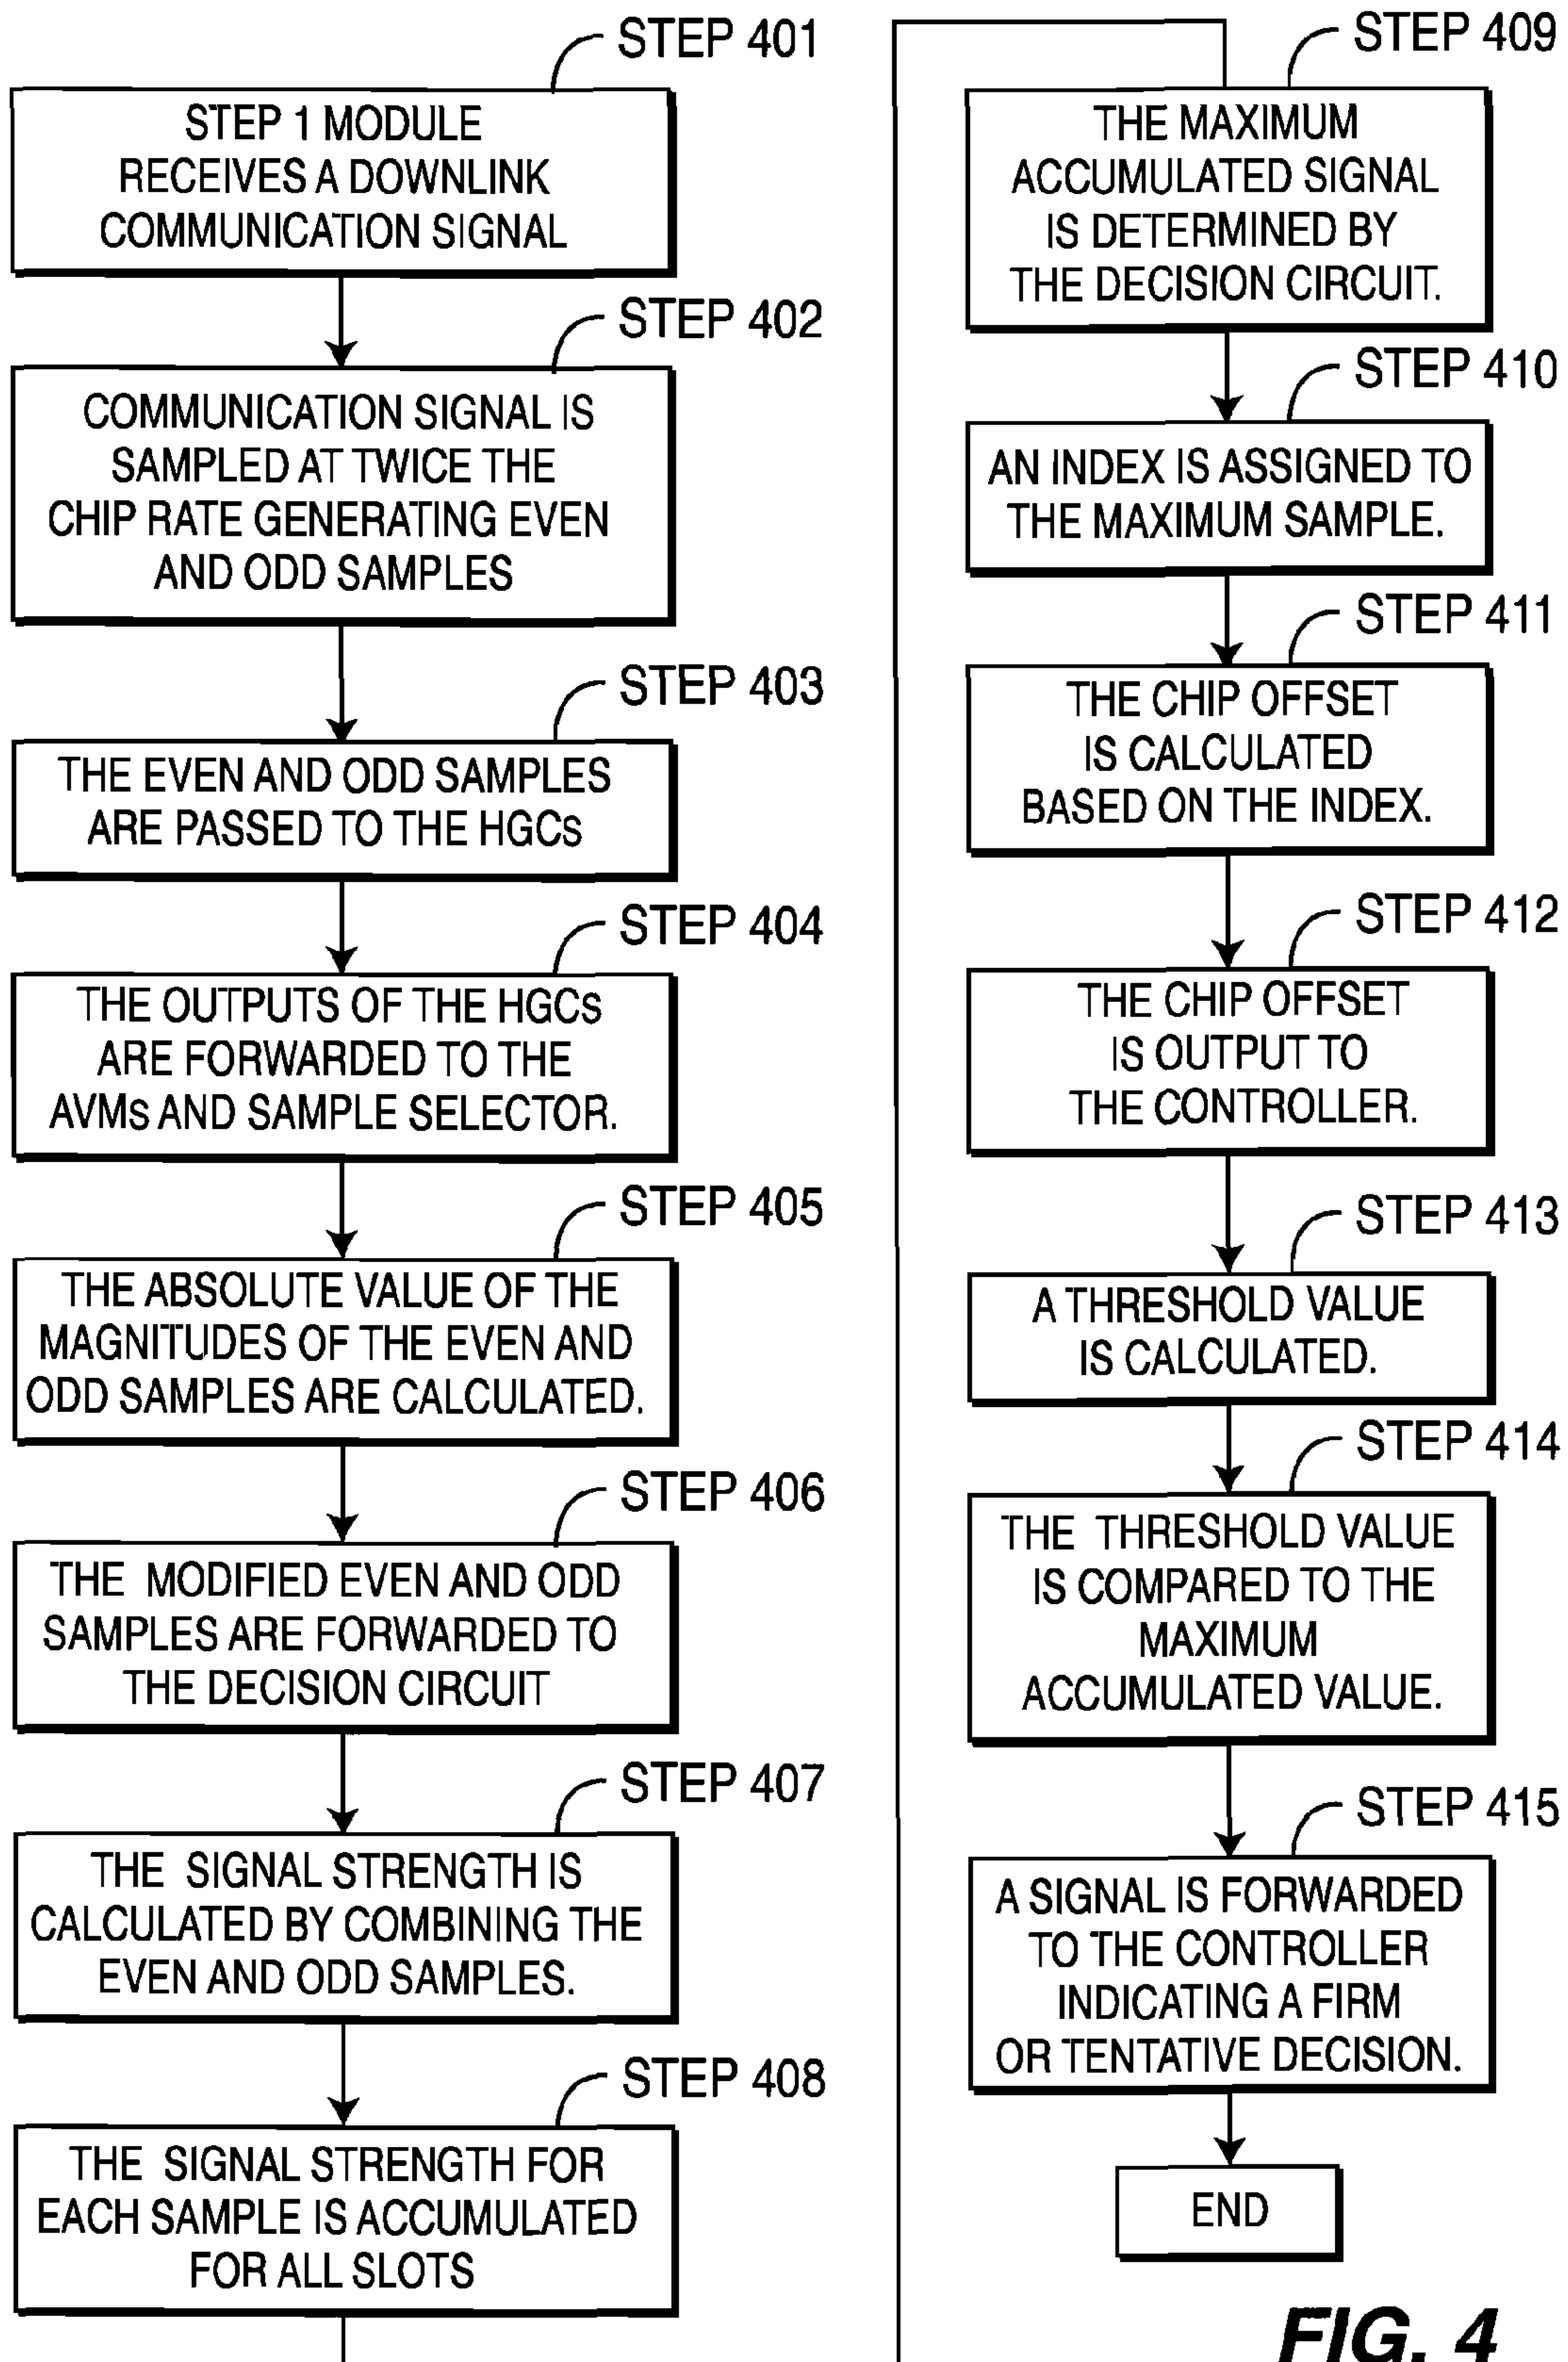 STEP 401
STEP 1 MODULE
RECEIVES A DOWNLINK
COMMUNICATION SIGNAL
STEP 402
COMMUNICATION SIGNAL IS
SAMPLED AT TWICE THE
CHIP RATE GENERATING EVEN
AND ODD SAMPLES
STEP 403
THE EVEN AND ODD SAMPLES
ARE PASSED TO THE HGCs
STEP 404
THE OUTPUTS OF THE HGCs
ARE FORWARDED TO THE
AVMs AND SAMPLE SELECTOR.
STEP 405
THE ABSOLUTE VALUE OF THE
MAGNITUDES OF THE EVEN AND
ODD SAMPLES ARE CALCULATED.
STEP 406
THE MODIFIED EVEN AND ODD
SAMPLES ARE FORWARDED TO
THE DECISION CIRCUIT
STEP 407
THE SIGNAL STRENGTH IS
CALCULATED BY COMBINING THE
EVEN AND ODD SAMPLES.
STEP 408
THE SIGNAL STRENGTH FOR
EACH SAMPLE IS ACCUMULATED
FOR ALL SLOTS
STEP 409
THE MAXIMUM
ACCUMULATED SIGNAL
IS DETERMINED BY
THE DECISION CIRCUIT.
STEP 410
AN INDEX IS ASSIGNED TO
THE MAXIMUM SAMPLE.
STEP 411
THE CHIP OFFSET
IS CALCULATED
BASED ON THE INDEX.
STEP 412
THE CHIP OFFSET
IS OUTPUT TO
THE CONTROLLER.
STEP 413
A THRESHOLD VALUE
IS CALCULATED.
STEP 414
THE THRESHOLD VALUE
IS COMPARED TO THE
MAXIMUM
ACCUMULATED VALUE.
STEP 415
A SIGNAL IS FORWARDED
TO THE CONTROLLER
INDICATING A FIRM
OR TENTATIVE DECISION.
END
FIG. 4